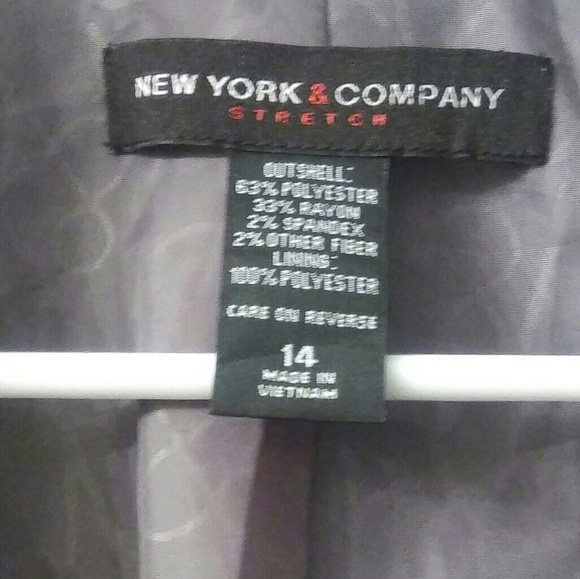 NEW YORK & COMPANY
STRETCH
OUTSHELL:
63% POLYESTER
33% RAYON
2% SPANDEX
2% OTHER FIBER
LINING:
100% POLYESTER
CARE ON REVERSE
14
MADE IN
VIETNAM